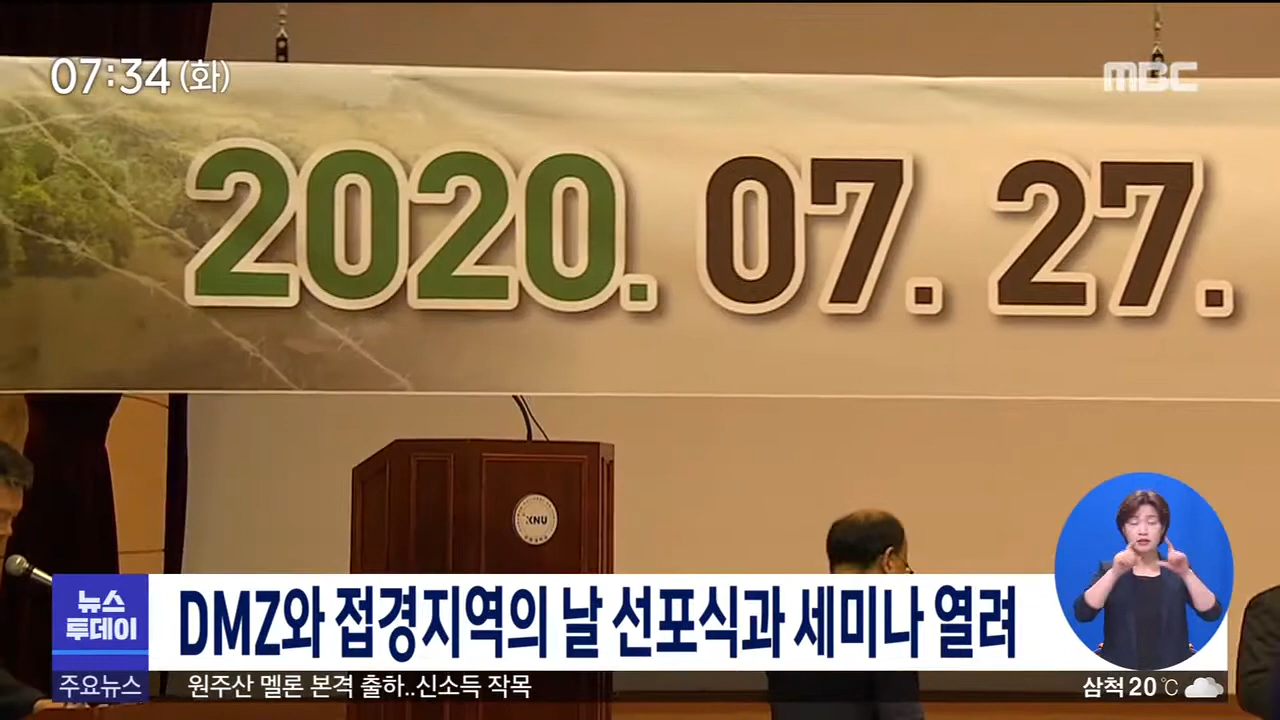 07:34(화)
MBC
2020. 07. 27.
KNU
뉴스
투데이
DMZ와 접경지역의 날 선포식과 세미나 열려
주요뉴스
원주산 멜론 본격 출하..신소득 작목
삼척 20℃